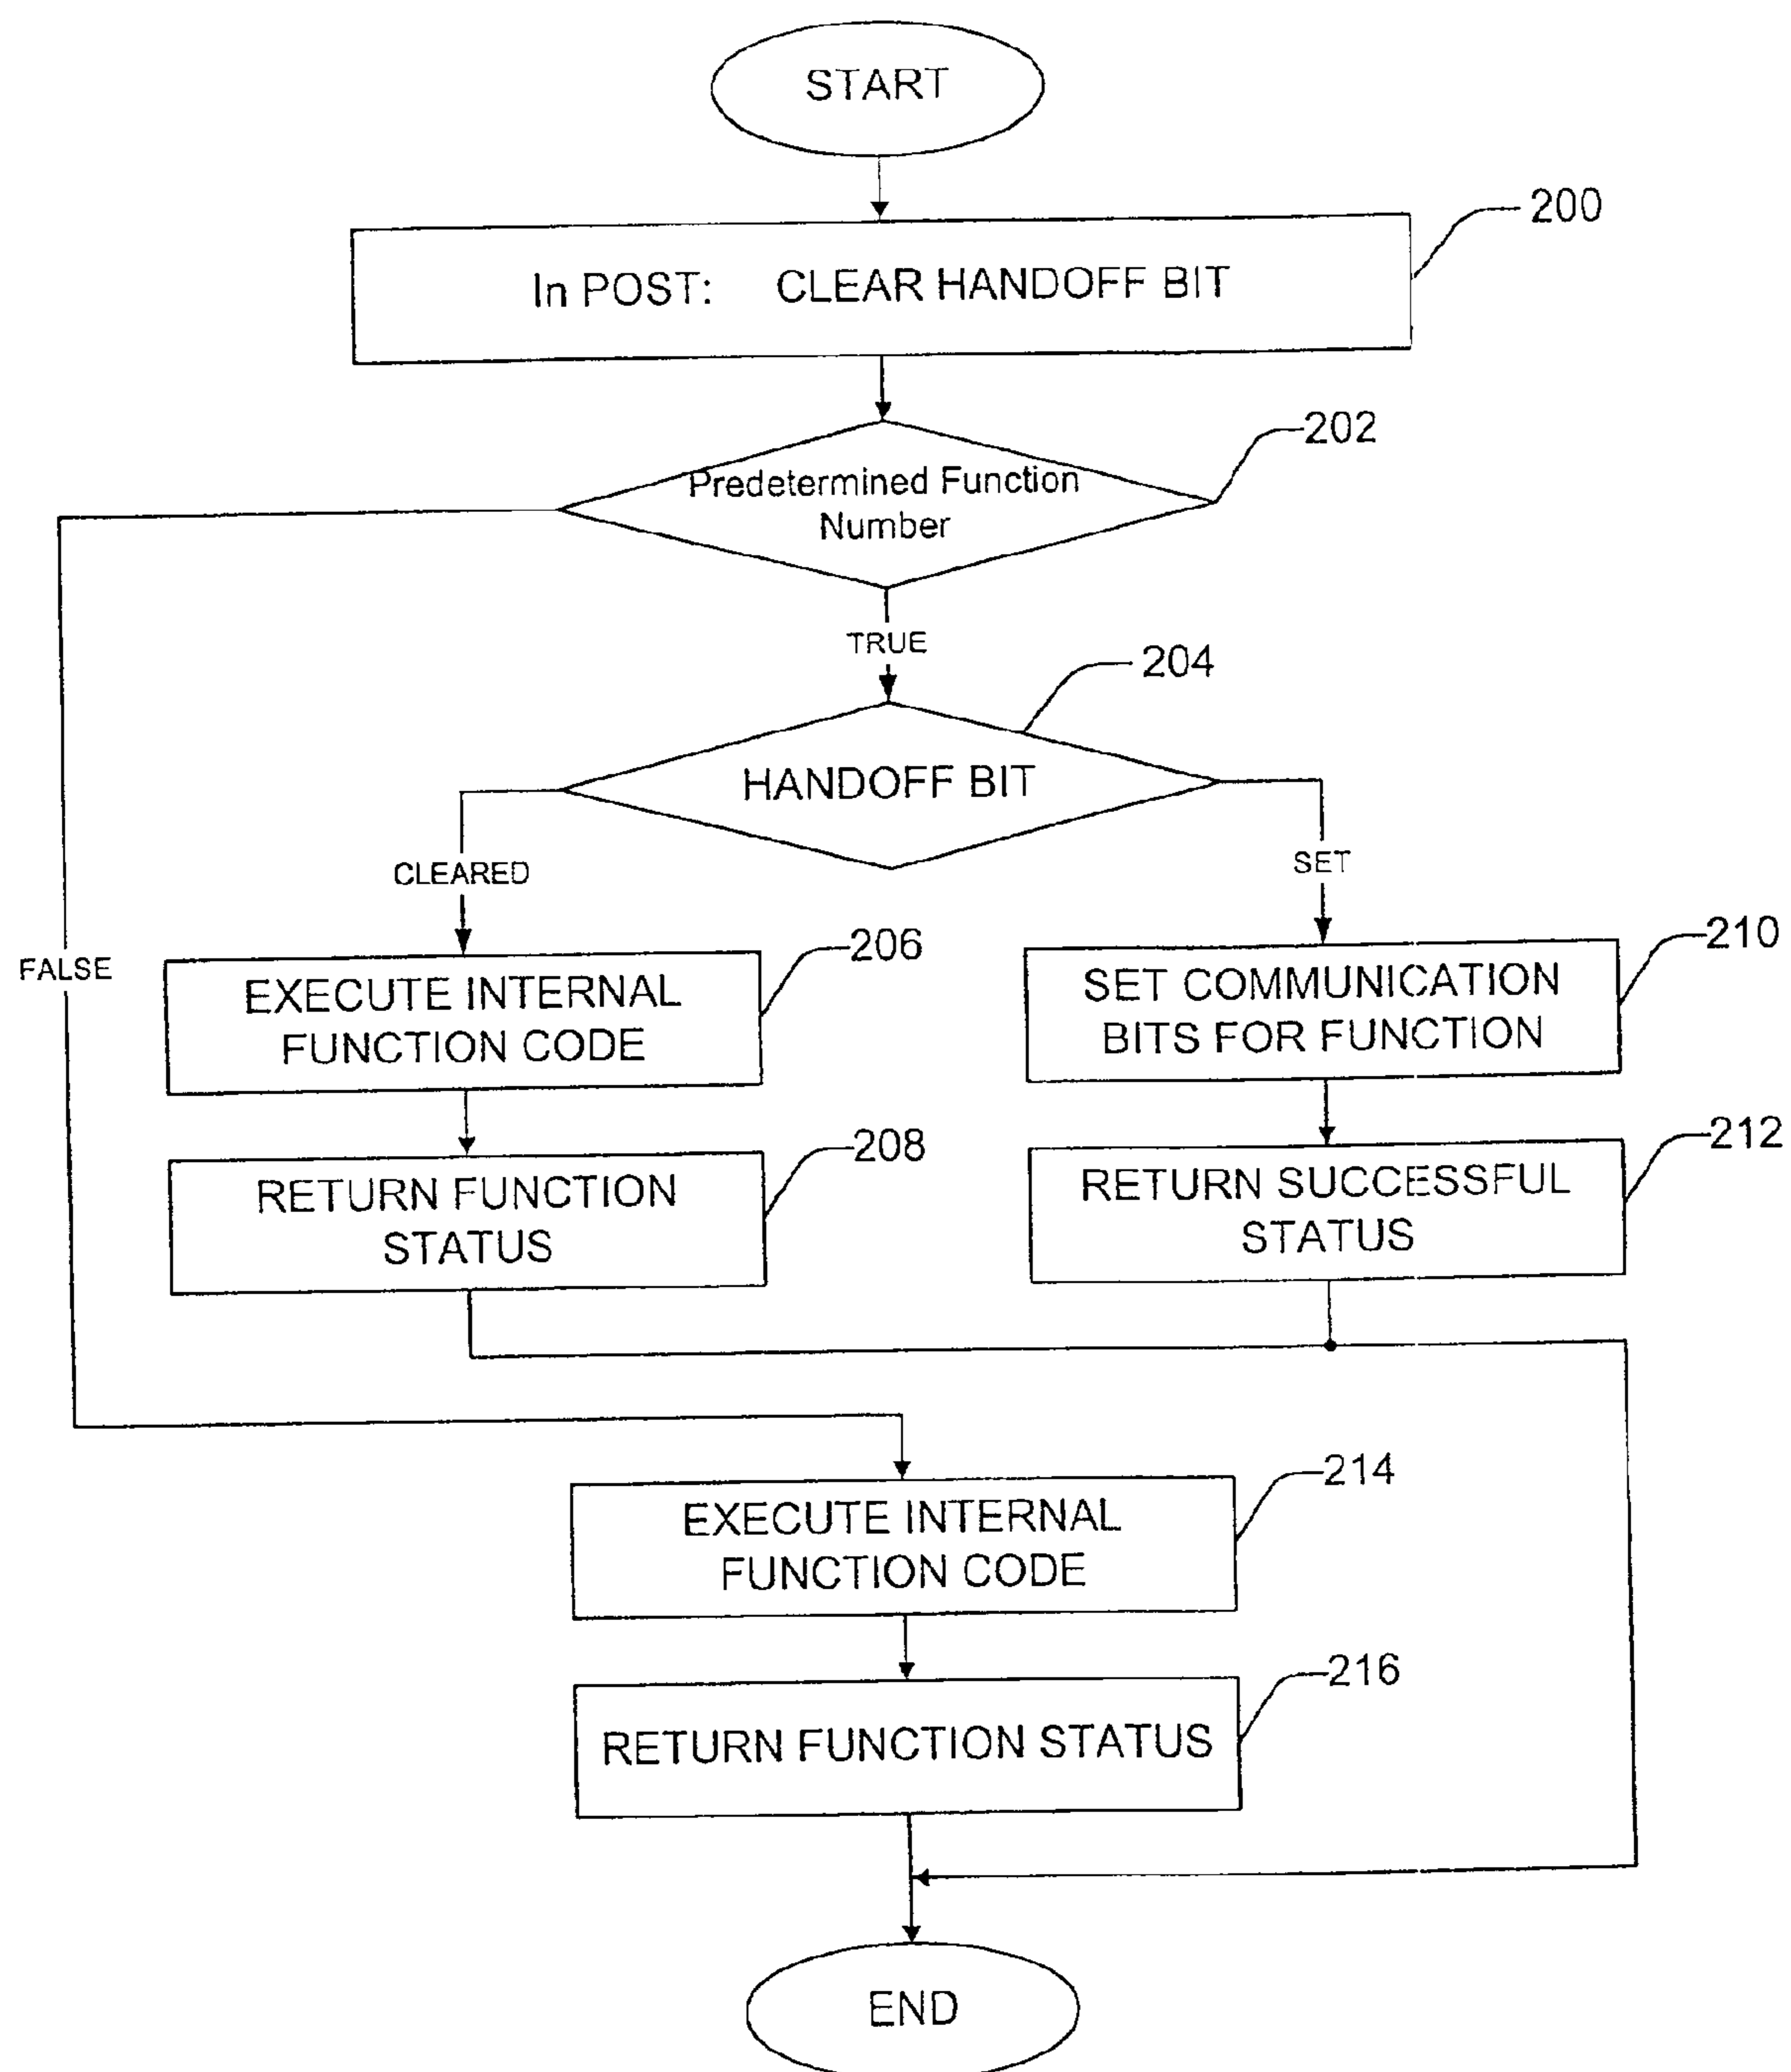 START
200
In POST: CLEAR HANDOFF BIT
202
Predetermined Function
Number
TRUE
204
HANDOFF BIT
CLEARED
SET
FALSE
206
EXECUTE INTERNAL
FUNCTION CODE
210
SET COMMUNICATION
BITS FOR FUNCTION
208
RETURN FUNCTION
STATUS
212
RETURN SUCCESSFUL
STATUS
214
EXECUTE INTERNAL
FUNCTION CODE
216
RETURN FUNCTION STATUS
END